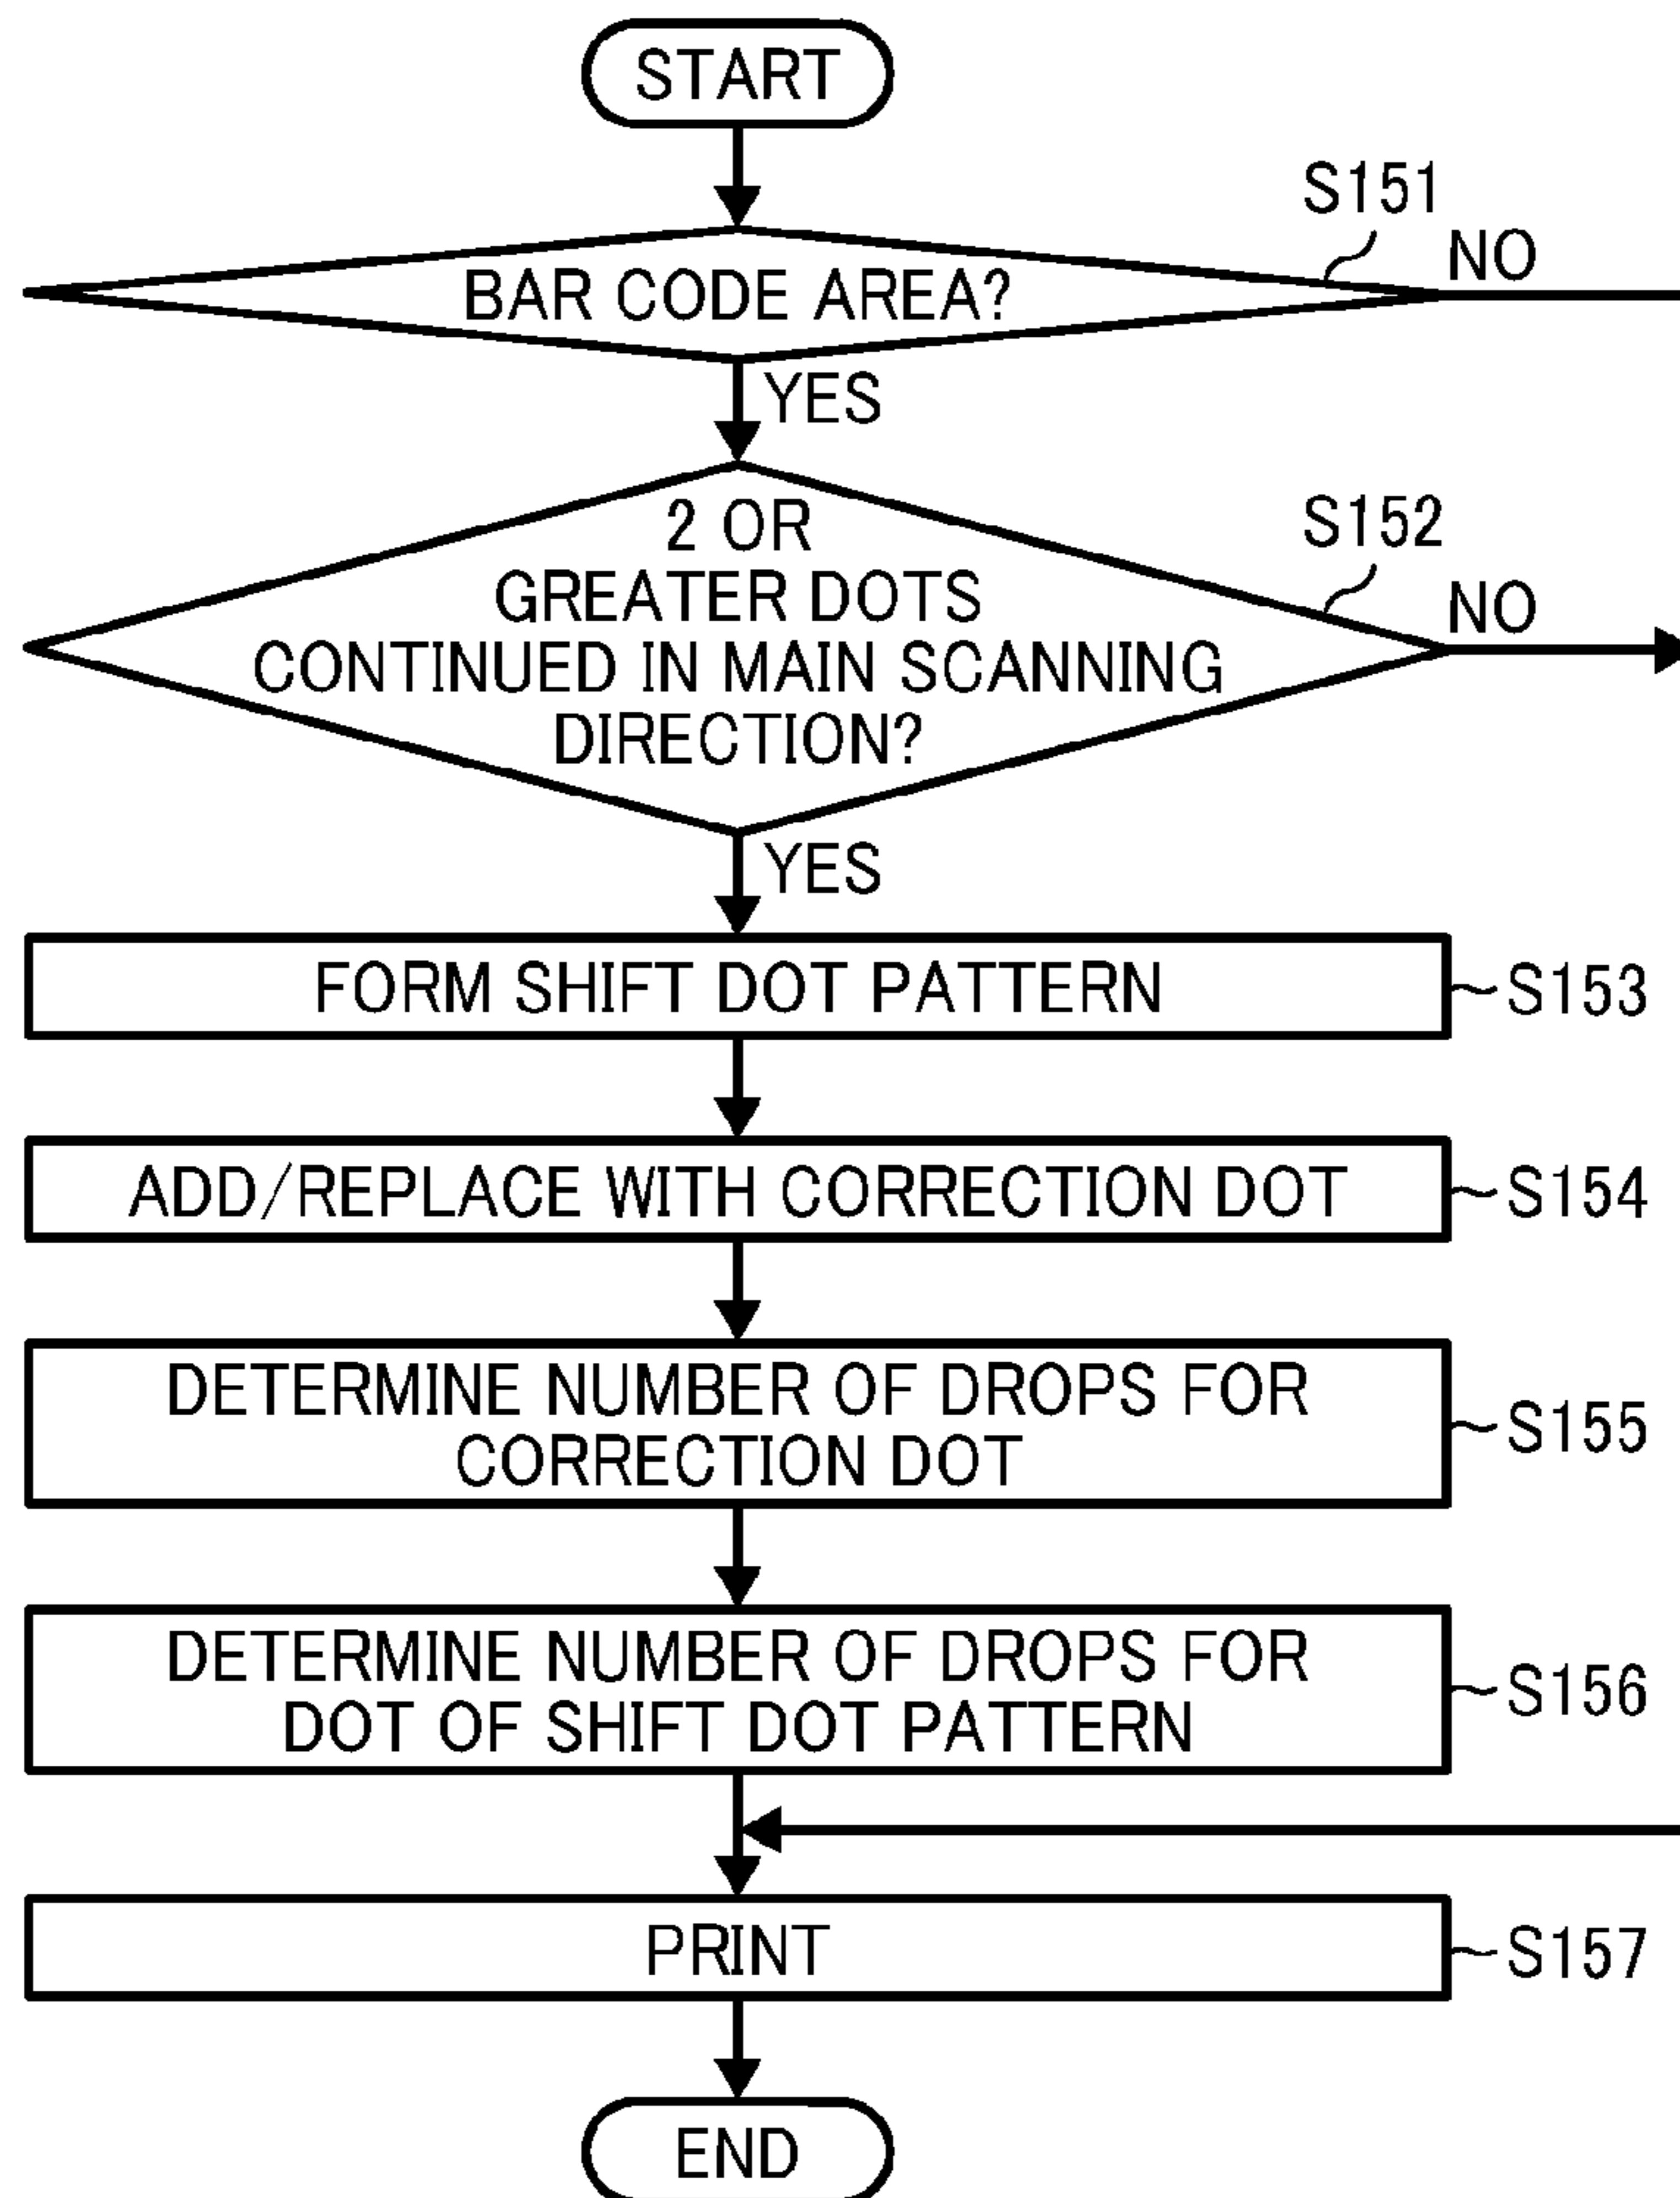 START
S151
NO
BAR CODE AREA?
YES
2 OR
GREATER DOTS
CONTINUED IN MAIN SCANNING
DIRECTION?
S152
NO
YES
FORM SHIFT DOT PATTERN
S153
ADD/REPLACE WITH CORRECTION DOT
S154
DETERMINE NUMBER OF DROPS FOR
CORRECTION DOT
S155
DETERMINE NUMBER OF DROPS FOR
DOT OF SHIFT DOT PATTERN
S156
PRINT
S157
END